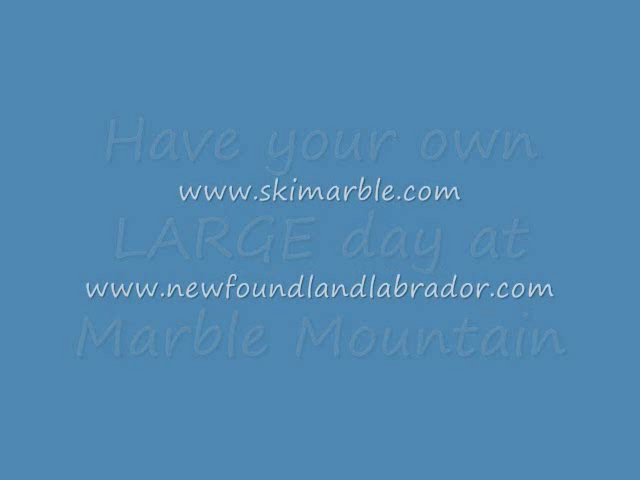 Have your own
www.skimarble.com
LARGE day at
www.newfoundlandlabrador.com
Marble Mountain